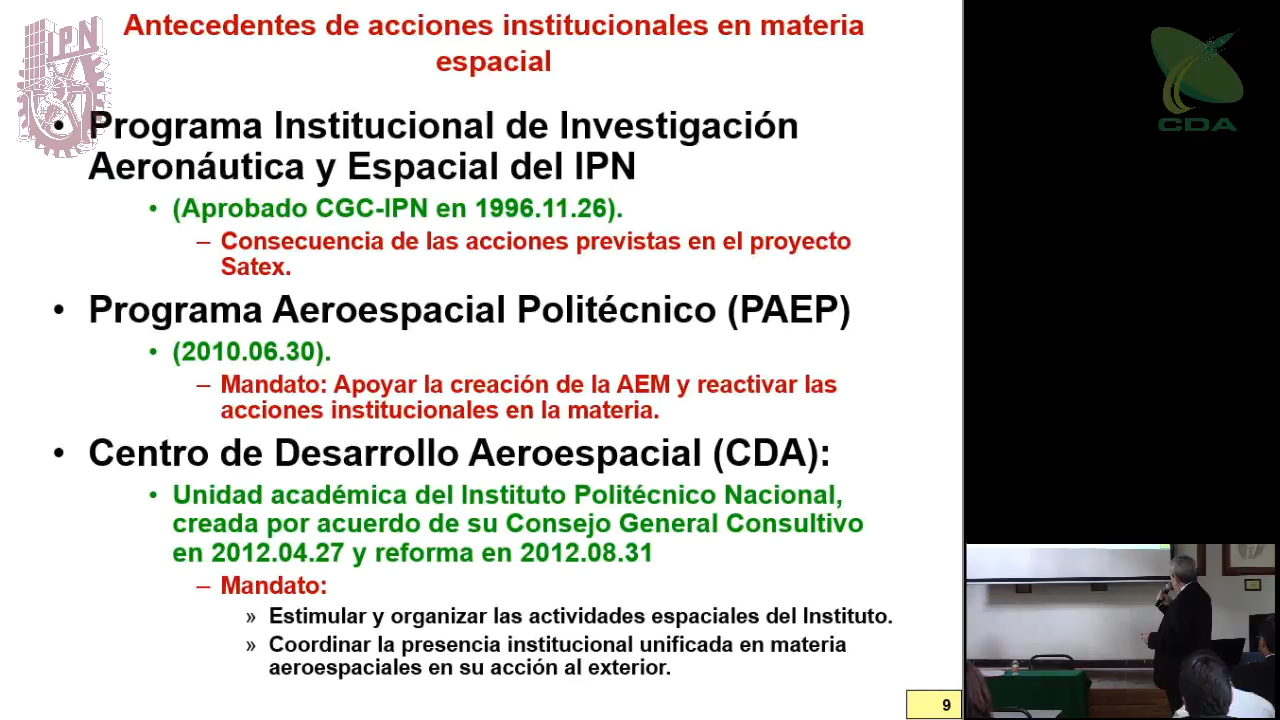 Antecedentes de acciones institucionales en materia
espacial
IPN
CDA
• Programa Institucional de Investigación
Aeronáutica y Espacial del IPN
• (Aprobado CGC-IPN en 1996.11.26).
– Consecuencia de las acciones previstas en el proyecto
Satex.
• Programa Aeroespacial Politécnico (PAEP)
• (2010.06.30).
– Mandato: Apoyar la creación de la AEM y reactivar las
acciones institucionales en la materia.
• Centro de Desarrollo Aeroespacial (CDA):
• Unidad académica del Instituto Politécnico Nacional,
creada por acuerdo de su Consejo General Consultivo
en 2012.04.27 y reforma en 2012.08.31
– Mandato:
» Estimular y organizar las actividades espaciales del Instituto.
» Coordinar la presencia institucional unificada en materia
aeroespaciales en su acción al exterior.
9